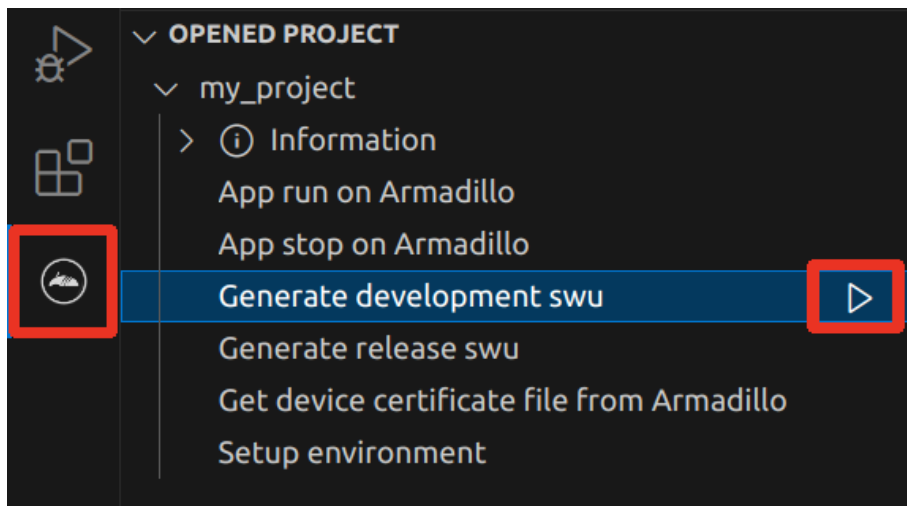 OPENED PROJECT
my_project
Information
App run on Armadillo
App stop on Armadillo
Generate development swu
Generate release swu
Get device certificate file from Armadillo
Setup environment